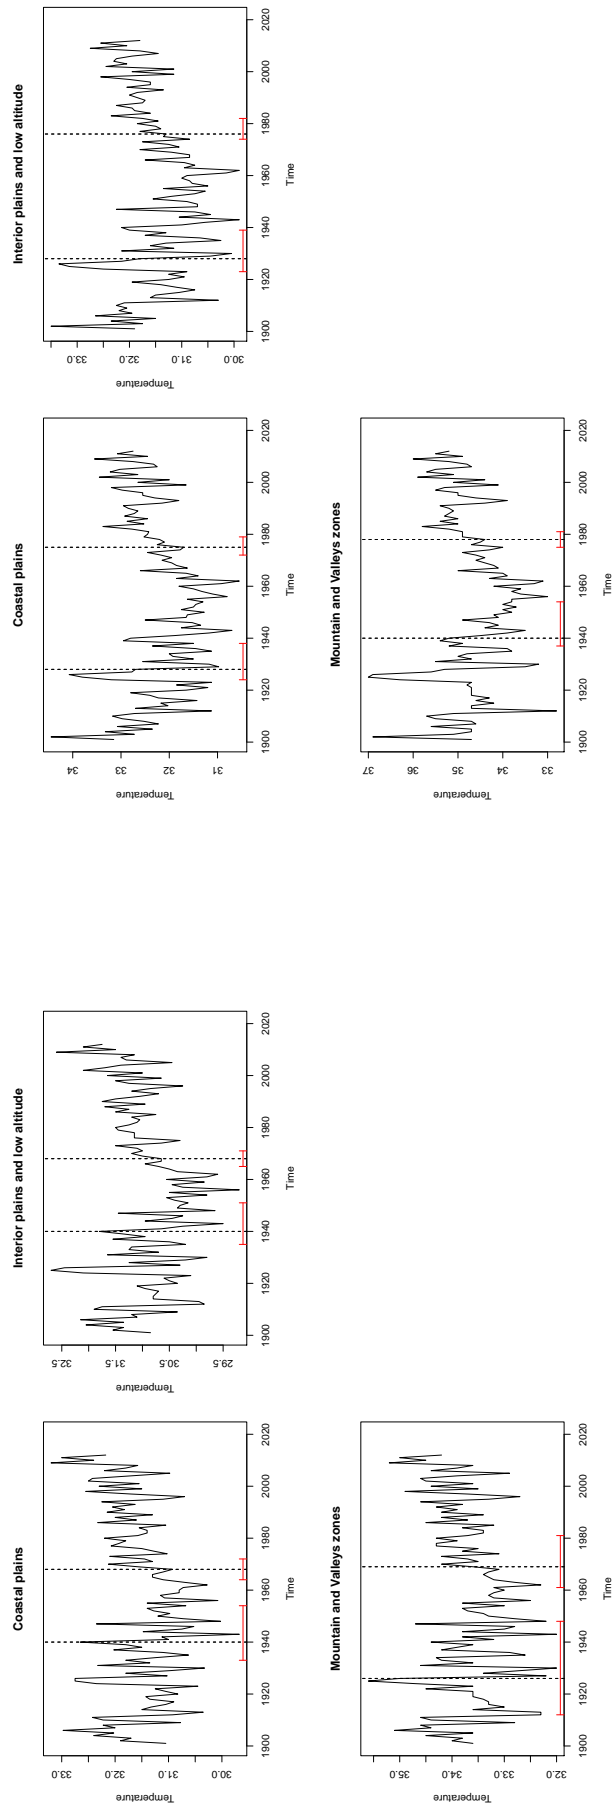 Coastal plains
Temperature
33.0
32.0
31.0
30.0
1900 1920 1940 1960 1980 2000 2020
Time
Interior plains and low altitude
Temperature
32.5
31.5
30.5
29.5
1900 1920 1940 1960 1980 2000 2020
Time
Mountain and Valleys zones
Temperature
35.0
34.0
33.0
32.0
1900 1920 1940 1960 1980 2000 2020
Time
Coastal plains
Temperature
34
33
32
31
1900 1920 1940 1960 1980 2000 2020
Time
Interior plains and low altitude
Temperature
33.0
32.0
31.0
30.0
1900 1920 1940 1960 1980 2000 2020
Time
Mountain and Valleys zones
Temperature
37
36
35
34
33
1900 1920 1940 1960 1980 2000 2020
Time